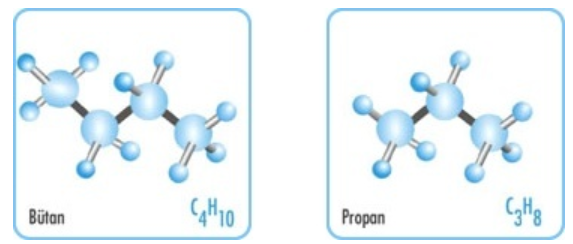 Bütan C₄H₁₀
Propan C₃H₈